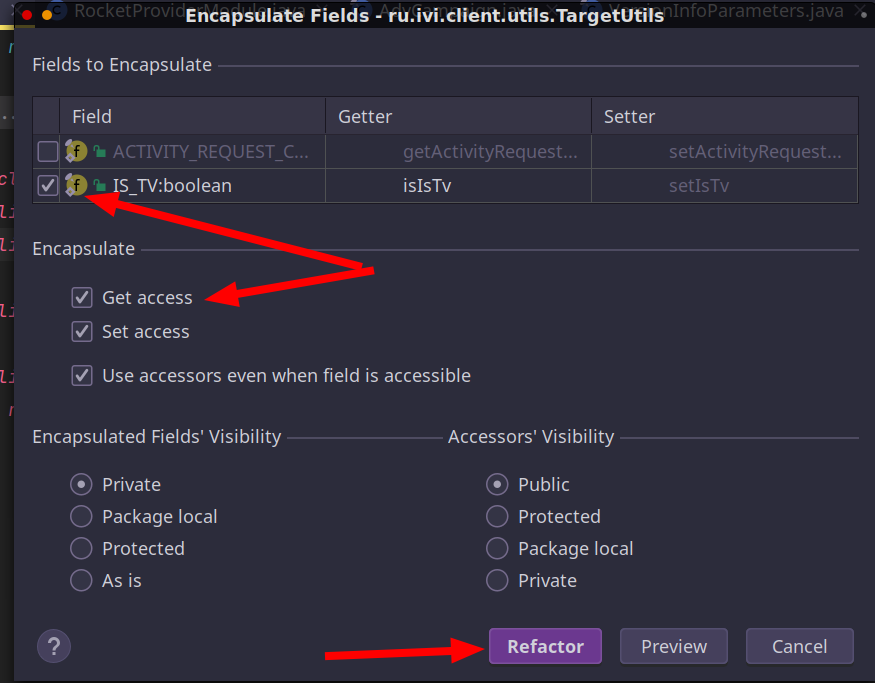 RocketProviderModule.java
Encapsulate Fields - ru.ivi.client.utils.TargetUtils
Fields to Encapsulate
Field Getter Setter
ACTIVITY_REQUEST_C... getActivityRequest... setActivityRequest...
IS_TV:boolean isIsTv setIsTv
Encapsulate
Get access
Set access
Use accessors even when field is accessible
Encapsulated Fields' Visibility Accessors' Visibility
Private Public
Package local Protected
Protected Package local
As is Private
? Refactor Preview Cancel